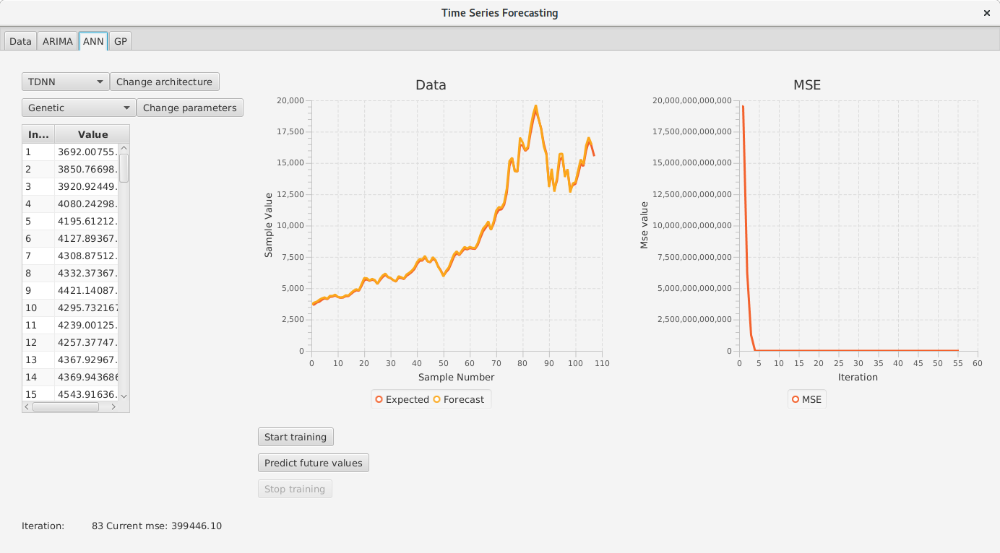 Time Series Forecasting ×
Data ARIMA ANN GP
TDNN Change architecture
Genetic Change parameters
In... Value
1 3692.00755.
2 3850.76698.
3 3920.92449.
4 4080.24298.
5 4195.61212.
6 4127.89367.
7 4308.87512.
8 4332.37367.
9 4421.14087.
10 4295.732167
11 4239.00125.
12 4257.37747.
13 4367.92967.
14 4369.943686
15 4543.91636.
Data
Sample Value
20,000
17,500
15,000
12,500
10,000
7,500
5,000
2,500
0
0 10 20 30 40 50 60 70 80 90 100 110
Sample Number
Expected Forecast
MSE
Mse value
20,000,000,000,000
17,500,000,000,000
15,000,000,000,000
12,500,000,000,000
10,000,000,000,000
7,500,000,000,000
5,000,000,000,000
2,500,000,000,000
0
0 5 10 15 20 25 30 35 40 45 50 55 60
Iteration
MSE
Start training
Predict future values
Stop training
Iteration: 83 Current mse: 399446.10